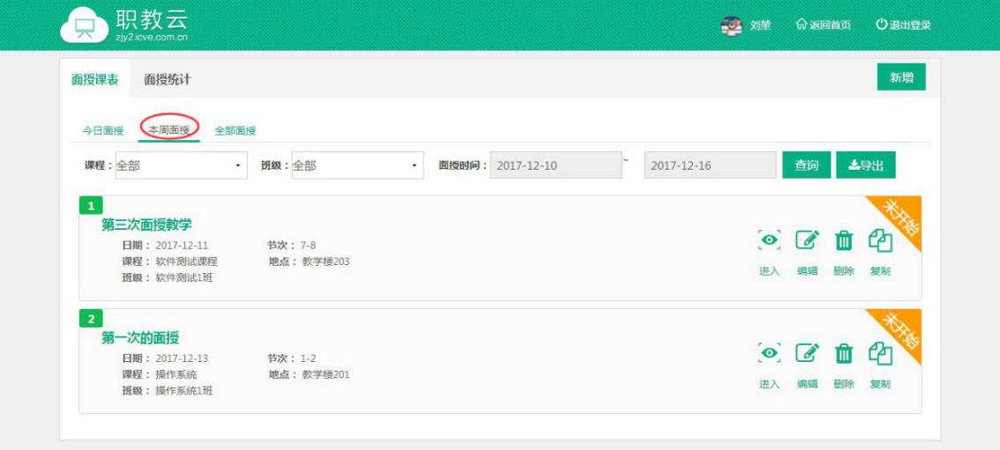 职教云
zjy2.icve.com.cn
刘堃 返回首页 退出登录
面授课表 面授统计 新增
今日面授 本周面授 全部面授
课程：全部 班级：全部 面授时间： 2017-12-10 ~ 2017-12-16 查询 导出
1
未开始
第三次面授教学
日期： 2017-12-11 节次： 7-8
课程： 软件测试课程 地点： 教学楼203
班级： 软件测试1班
进入 编辑 删除 复制
2
未开始
第一次的面授
日期： 2017-12-13 节次： 1-2
课程： 操作系统 地点： 教学楼201
班级： 操作系统1班
进入 编辑 删除 复制